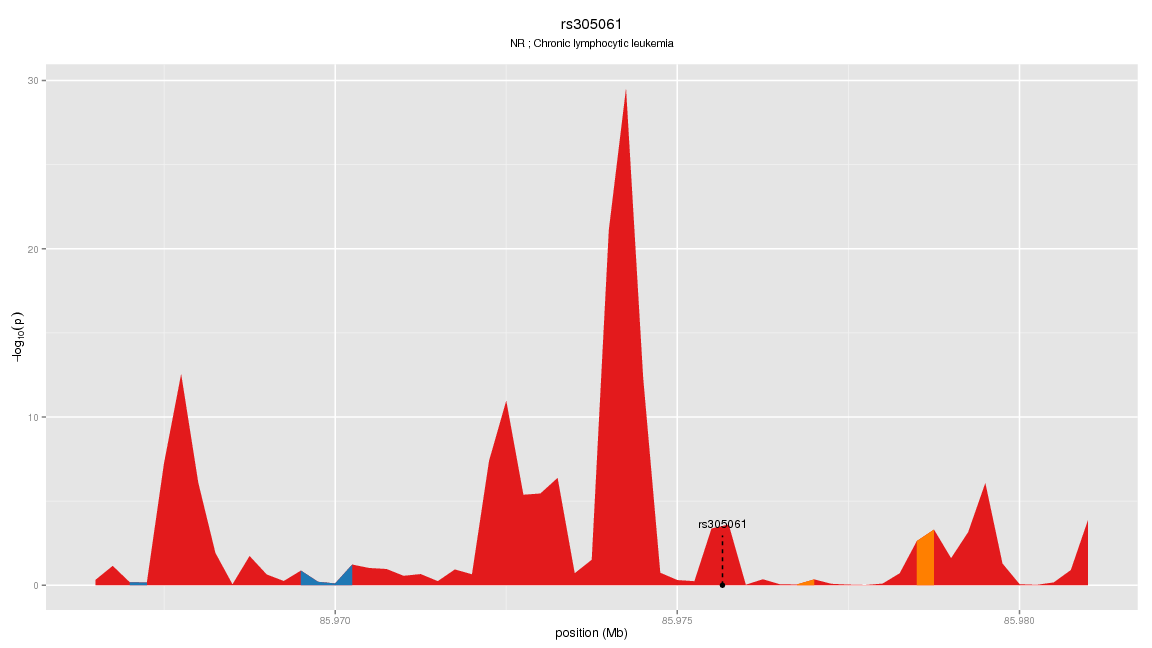 rs305061
NR ; Chronic lymphocytic leukemia
30
20
10
0
−log10(p)
rs305061
85.970
85.975
85.980
position (Mb)